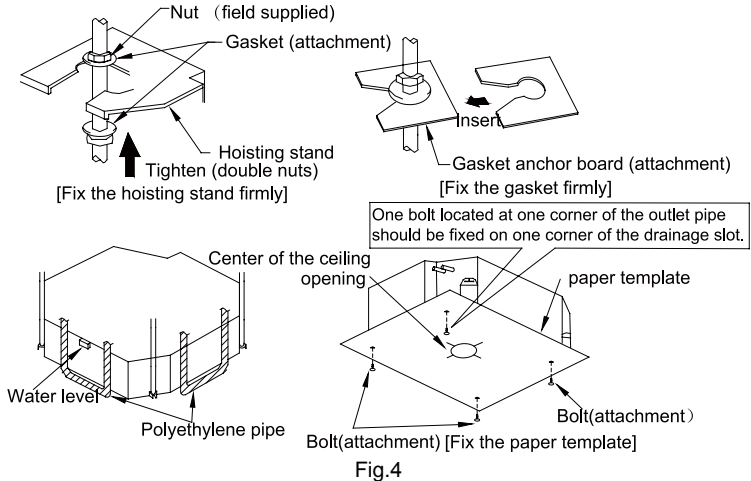 Nut （field supplied)
Gasket (attachment)
Hoisting stand
Tighten (double nuts)
[Fix the hoisting stand firmly]
Insert
Gasket anchor board (attachment)
[Fix the gasket firmly]
One bolt located at one corner of the outlet pipe
should be fixed on one corner of the drainage slot.
Center of the ceiling
opening
paper template
Water level
Polyethylene pipe
Bolt(attachment)
Bolt(attachment）
[Fix the paper template]
Fig.4